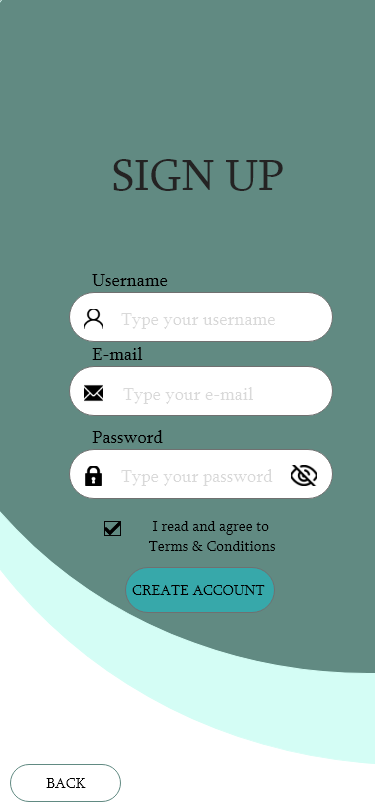 SIGN UP
Username
Type your username
E-mail
Type your e-mail
Password
Type your password
I read and agree to
Terms & Conditions
CREATE ACCOUNT
BACK